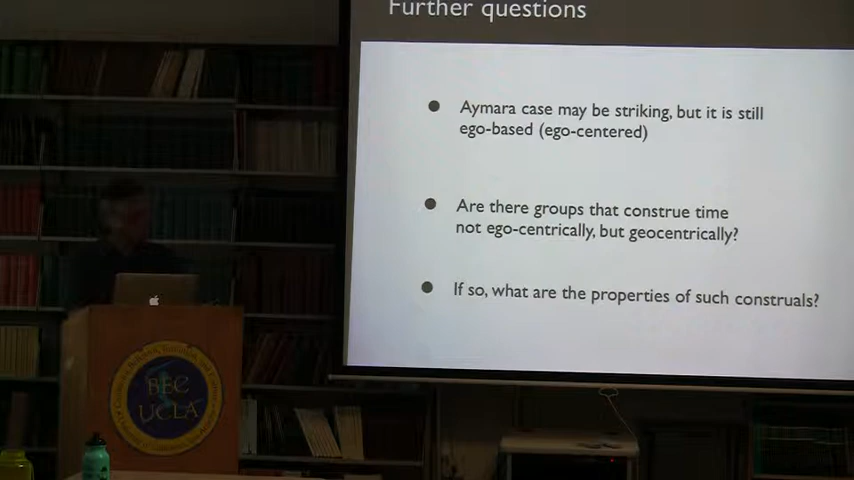 Further questions
Aymara case may be striking, but it is still
ego-based (ego-centered)
Are there groups that construe time
not ego-centrically, but geocentrically?
If so, what are the properties of such construals?
BEC
UCLA